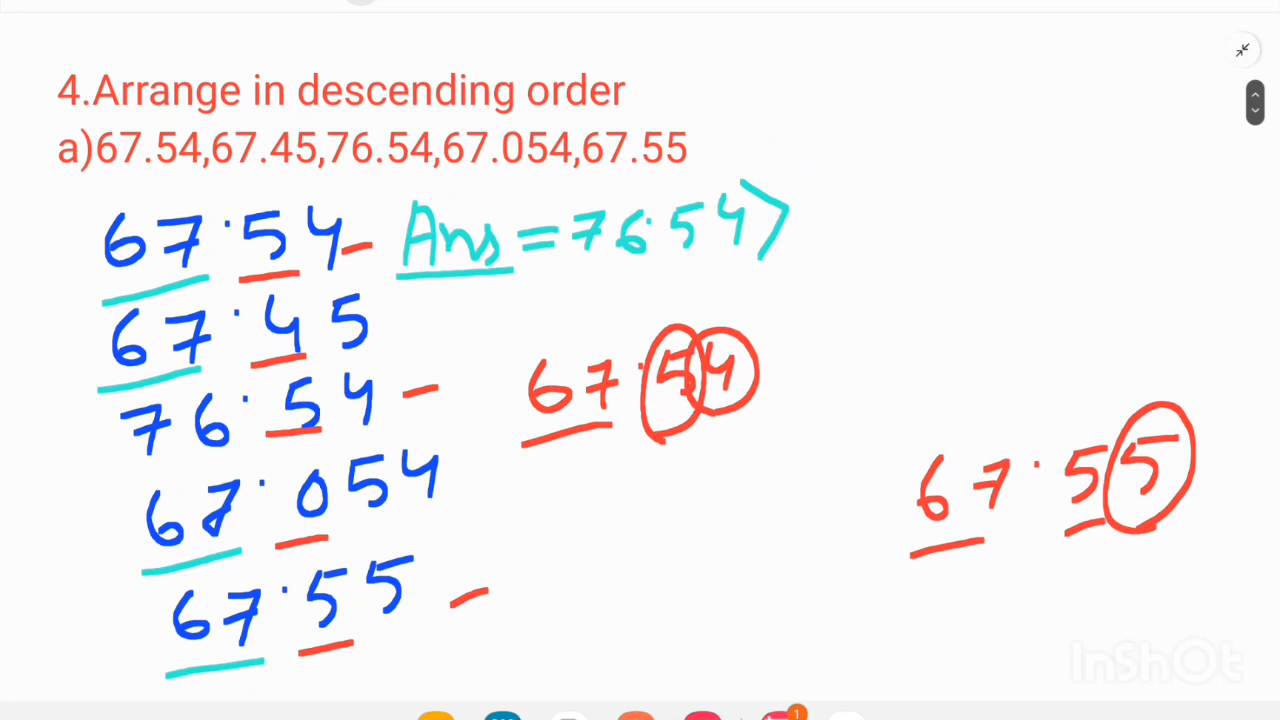 4.Arrange in descending order
a)67.54,67.45,76.54,67.054,67.55
67.54 Ans = 76.54>
67.45
67.54
76.54
67.054
67.55
67.55
InShOt
1